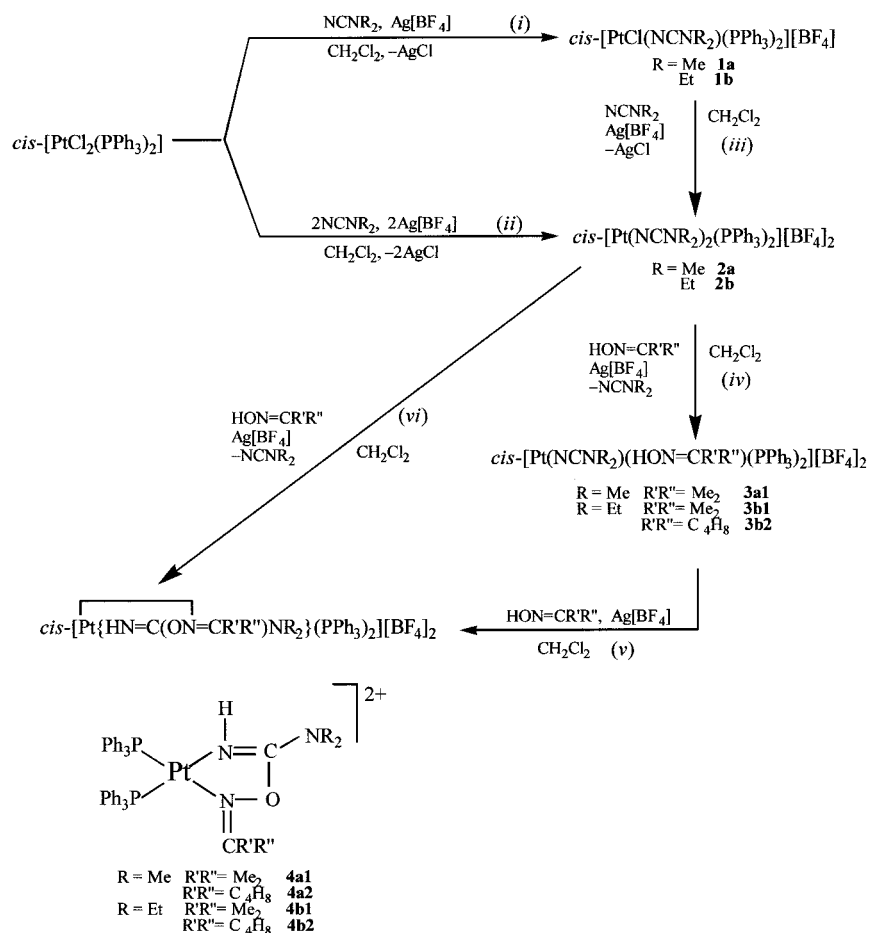 NCNR₂, Ag[BF₄] (i)
CH₂Cl₂, –AgCl
cis-[PtCl(NCNR₂)(PPh₃)₂][BF₄]
R = Me 1a
Et 1b
cis-[PtCl₂(PPh₃)₂]
NCNR₂
Ag[BF₄]
–AgCl
CH₂Cl₂
(iii)
2NCNR₂, 2Ag[BF₄] (ii)
CH₂Cl₂, –2AgCl
cis-[Pt(NCNR₂)₂(PPh₃)₂][BF₄]₂
R = Me 2a
Et 2b
HON=CR'R"
Ag[BF₄]
–NCNR₂
CH₂Cl₂
(iv)
HON=CR'R"
Ag[BF₄]
–NCNR₂
(vi)
CH₂Cl₂
cis-[Pt(NCNR₂)(HON=CR'R")(PPh₃)₂][BF₄]₂
R = Me R'R"= Me₂ 3a1
R = Et R'R"= Me₂ 3b1
R'R"= C₄H₈ 3b2
HON=CR'R", Ag[BF₄]
CH₂Cl₂ (v)
cis-[Pt{HN=C(ON=CR'R")NR₂}(PPh₃)₂][BF₄]₂
2+
H
Ph₃P
N
C
NR₂
Pt
Ph₃P
N
O
CR'R"
R = Me R'R"= Me₂ 4a1
R'R"= C₄H₈ 4a2
R = Et R'R"= Me₂ 4b1
R'R"= C₄H₈ 4b2